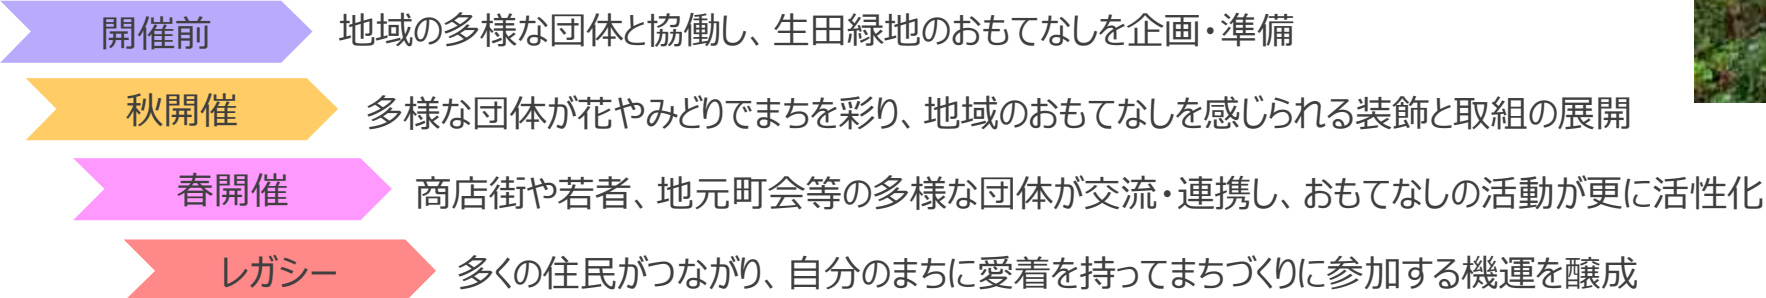 開催前 地域の多様な団体と協働し、生田緑地のおもてなしを企画・準備
秋開催 多様な団体が花やみどりでまちを彩り、地域のおもてなしを感じられる装飾と取組の展開
春開催 商店街や若者、地元町会等の多様な団体が交流・連携し、おもてなしの活動が更に活性化
レガシー 多くの住民がつながり、自分のまちに愛着を持ってまちづくりに参加する機運を醸成